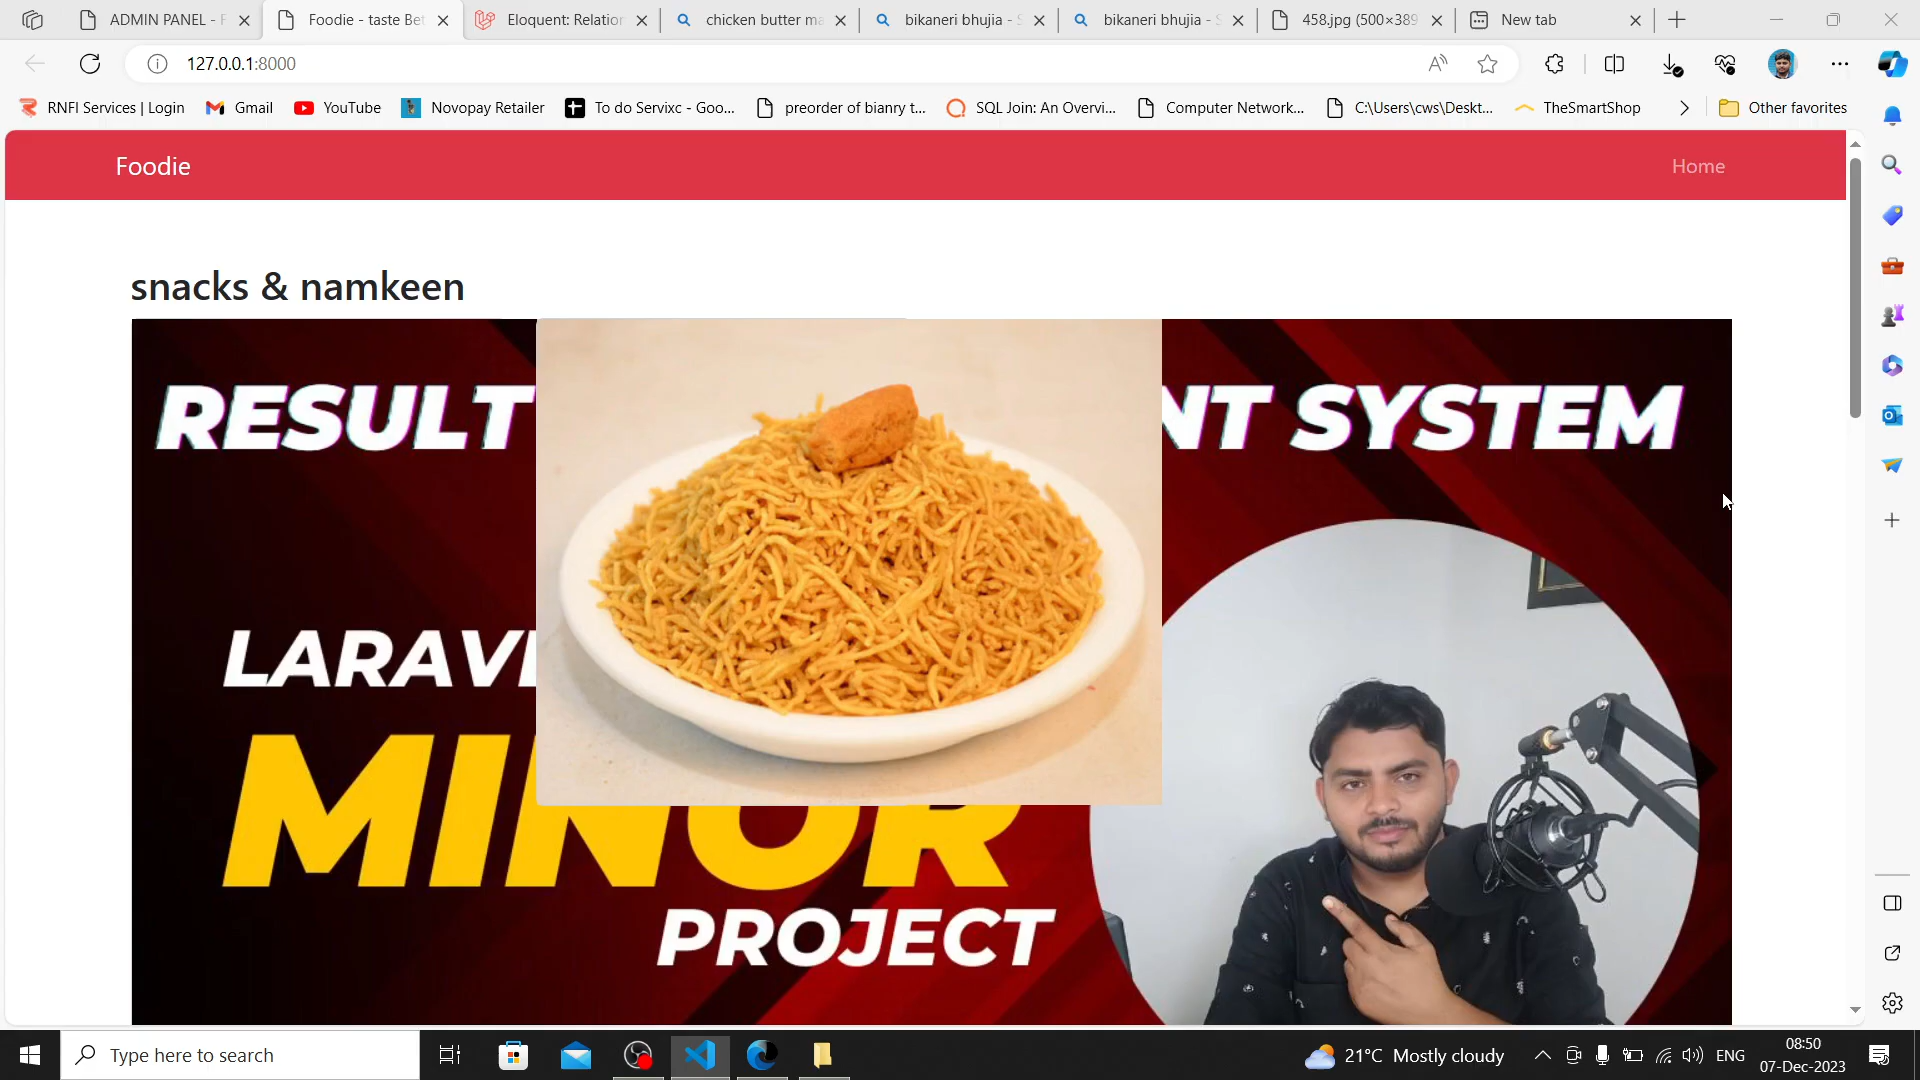 ADMIN PANEL - F
Foodie - taste Bet
Eloquent: Relation
chicken butter ma
bikaneri bhujia - S
bikaneri bhujia - S
458.jpg (500×389
New tab
127.0.0.1:8000
RNFI Services | Login
Gmail
YouTube
Novopay Retailer
To do Servixc - Goo...
preorder of bianry t...
SQL Join: An Overvi...
Computer Network...
C:\Users\cws\Deskt...
TheSmartShop
Other favorites
Foodie
Home
snacks & namkeen
RESULT NT SYSTEM
LARAV
MINOR
PROJECT
Type here to search
21°C Mostly cloudy
ENG
08:50
07-Dec-2023